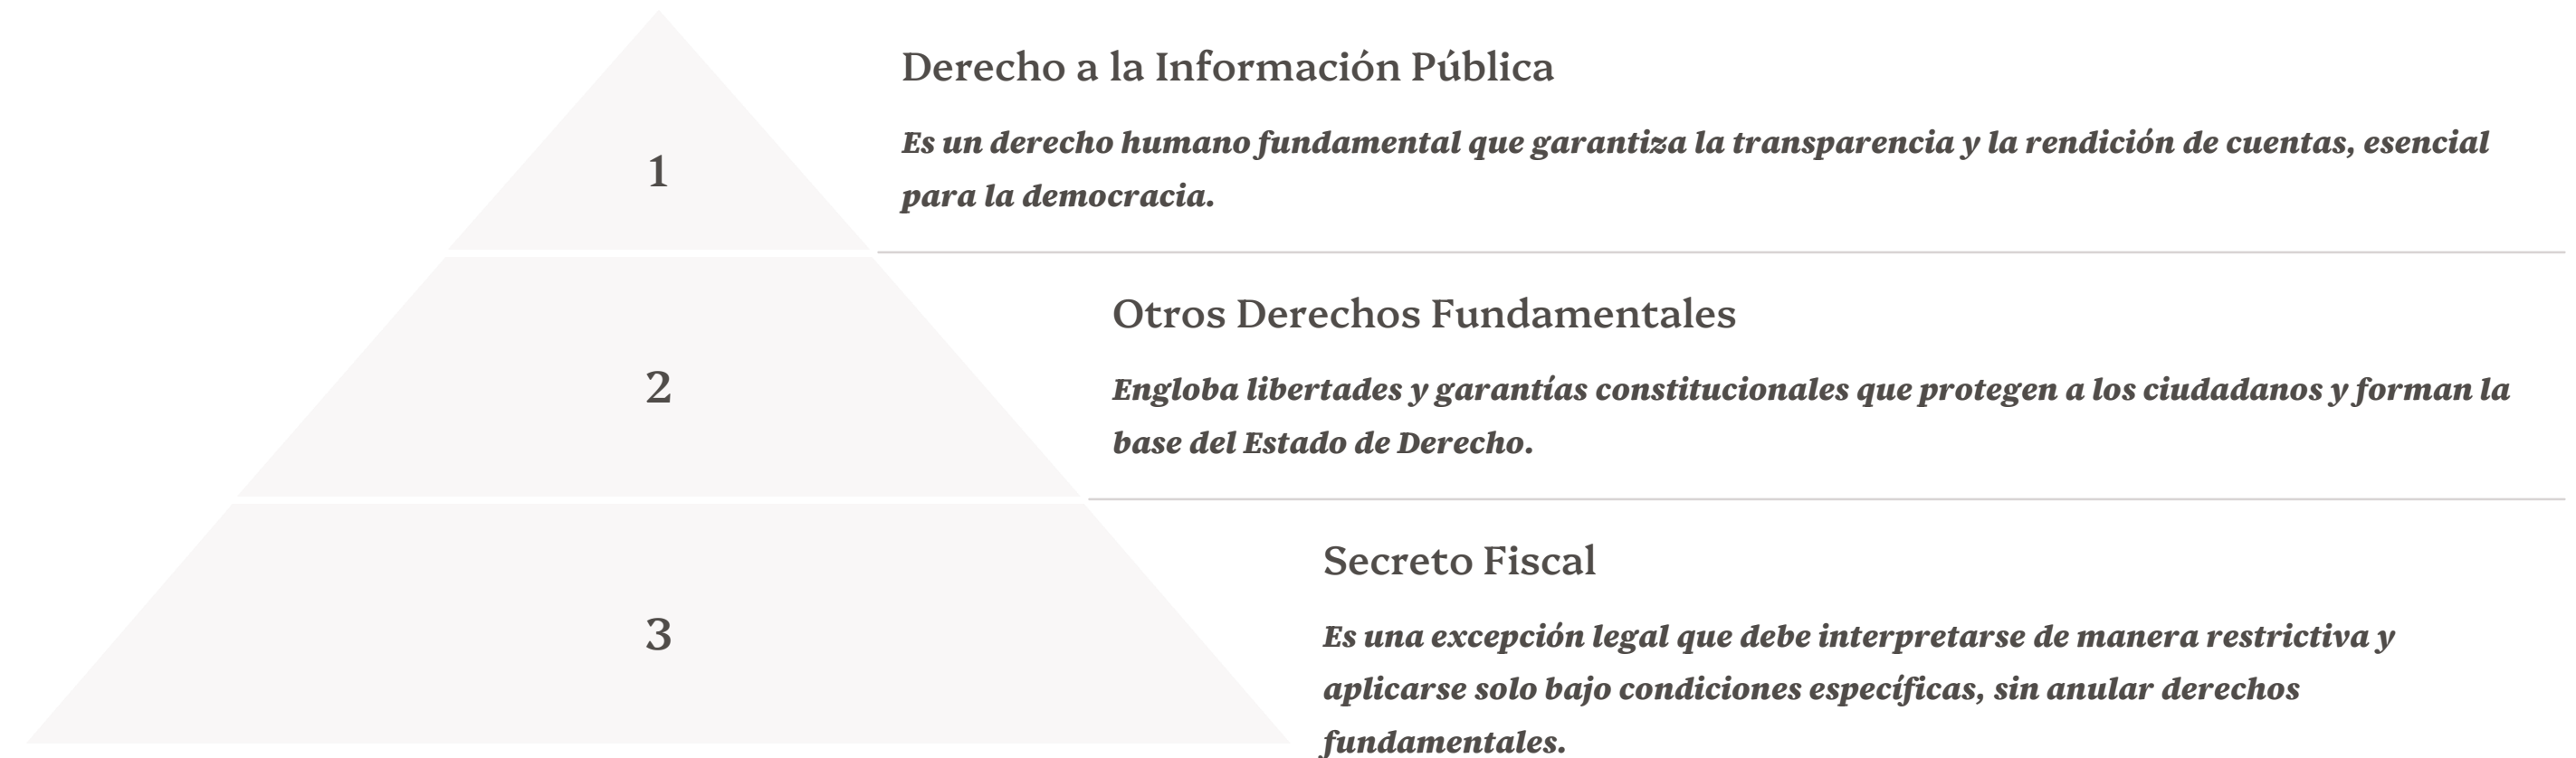 1
Derecho a la Información Pública
Es un derecho humano fundamental que garantiza la transparencia y la rendición de cuentas, esencial
para la democracia.
2
Otros Derechos Fundamentales
Engloba libertades y garantías constitucionales que protegen a los ciudadanos y forman la
base del Estado de Derecho.
3
Secreto Fiscal
Es una excepción legal que debe interpretarse de manera restrictiva y
aplicarse solo bajo condiciones específicas, sin anular derechos
fundamentales.